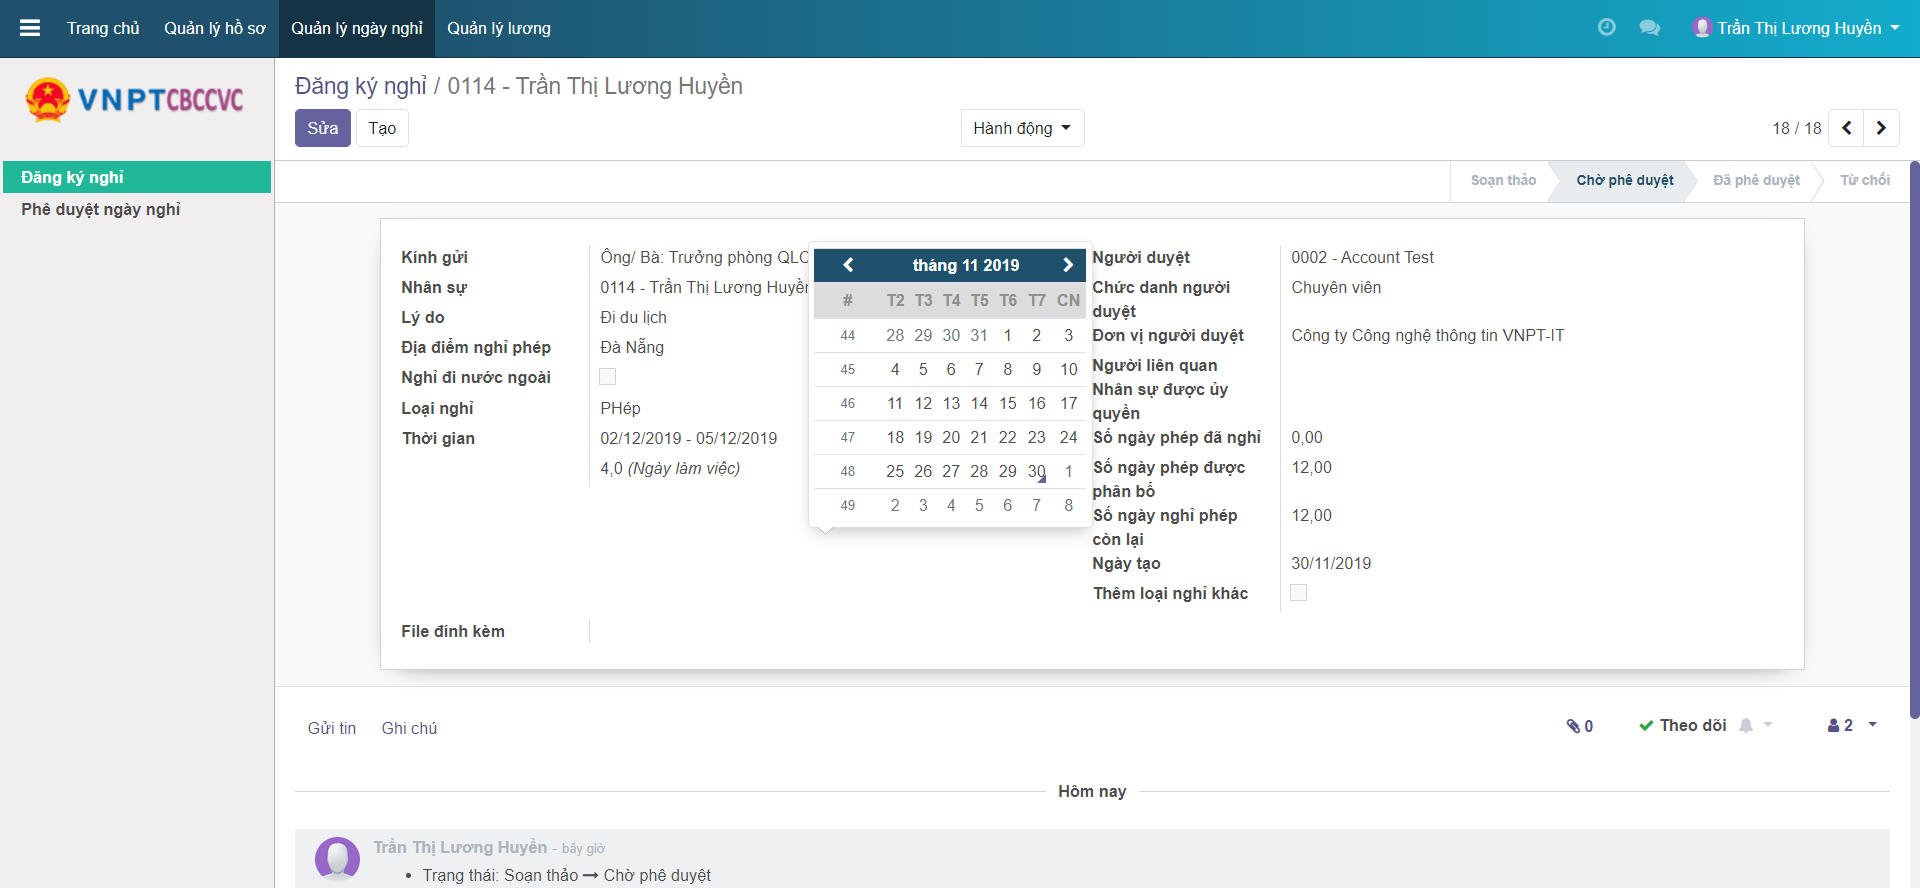 Trang chủ Quản lý hồ sơ Quản lý ngày nghỉ Quản lý lương Trần Thị Lương Huyền
VNPTCBCCVC
Đăng ký nghỉ
Phê duyệt ngày nghỉ
Đăng ký nghỉ / 0114 - Trần Thị Lương Huyền
Sửa Tạo Hành động 18 / 18
Soạn thảo Chờ phê duyệt Đã phê duyệt Từ chối
Kính gửi Ông/ Bà: Trưởng phòng QLC
Nhân sự 0114 - Trần Thị Lương Huyền
Lý do Đi du lịch
Địa điểm nghỉ phép Đà Nẵng
Nghỉ đi nước ngoài
Loại nghỉ PHép
Thời gian 02/12/2019 - 05/12/2019
4,0 (Ngày làm việc)
File đính kèm
tháng 11 2019
# T2 T3 T4 T5 T6 T7 CN
44 28 29 30 31 1 2 3
45 4 5 6 7 8 9 10
46 11 12 13 14 15 16 17
47 18 19 20 21 22 23 24
48 25 26 27 28 29 30 1
49 2 3 4 5 6 7 8
Người duyệt 0002 - Account Test
Chức danh người Chuyên viên
duyệt
Đơn vị người duyệt Công ty Công nghệ thông tin VNPT-IT
Người liên quan
Nhân sự được ủy
quyền
Số ngày phép đã nghỉ 0,00
Số ngày phép được 12,00
phân bổ
Số ngày nghỉ phép 12,00
còn lại
Ngày tạo 30/11/2019
Thêm loại nghỉ khác
Gửi tin Ghi chú 0 Theo dõi 2
Hôm nay
Trần Thị Lương Huyền - bây giờ
• Trạng thái: Soạn thảo → Chờ phê duyệt